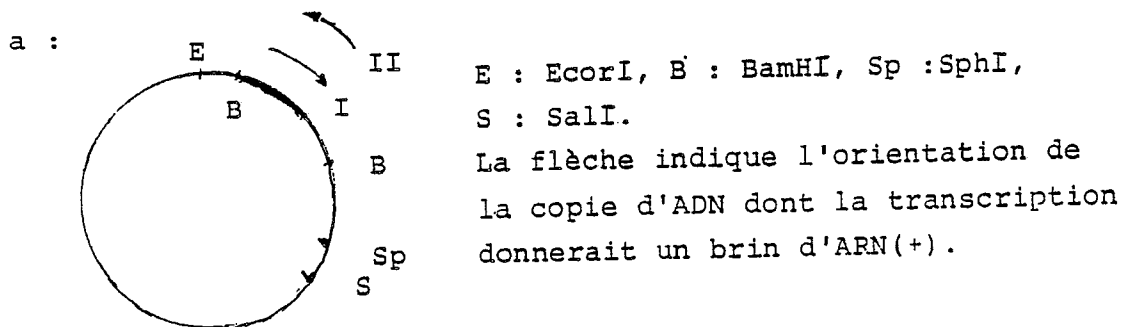 a :
E
II
B
I
B
Sp
S
E : EcorI, B : BamHI, Sp :SphI,
S : SalI.
La flèche indique l'orientation de
la copie d'ADN dont la transcription
donnerait un brin d'ARN(+).